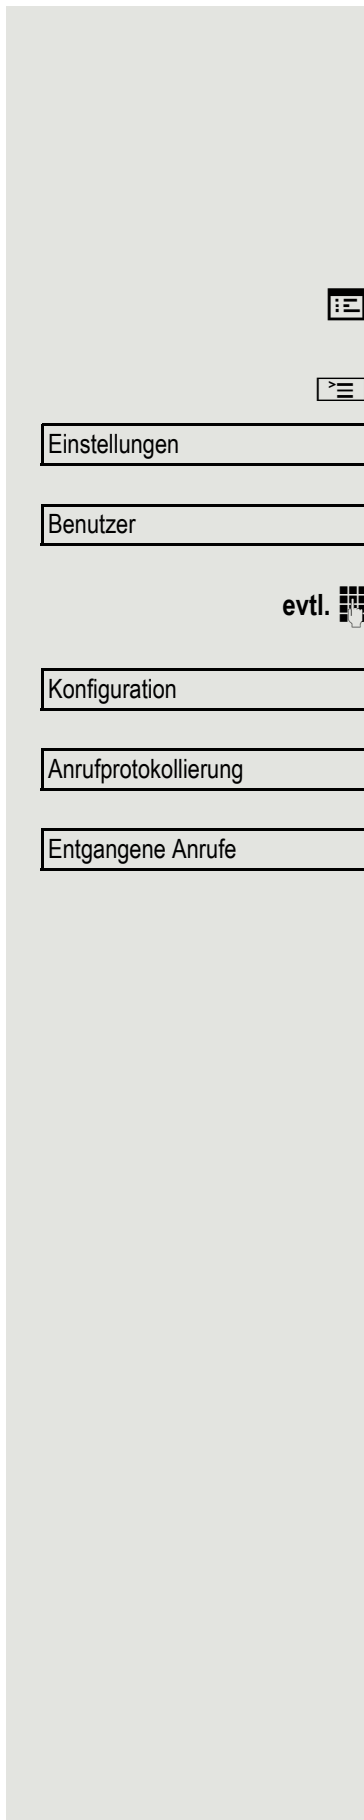 Einstellungen
Benutzer
evtl.
Konfiguration
Anrufprotokollierung
Entgangene Anrufe